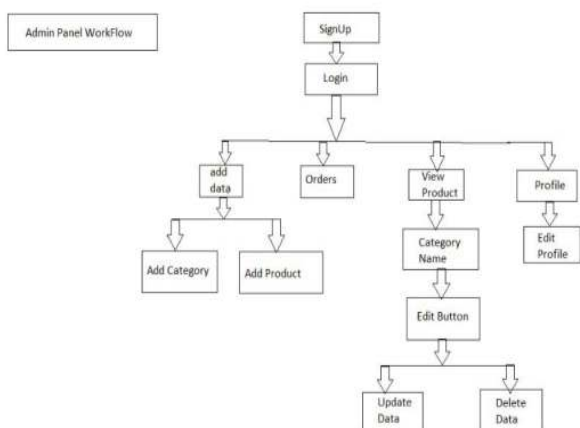 Admin Panel WorkFlow
SignUp
Login
add
data
Orders
View
Product
Profile
Add Category
Add Product
Category
Name
Edit
Profile
Edit Button
Update
Data
Delete
Data